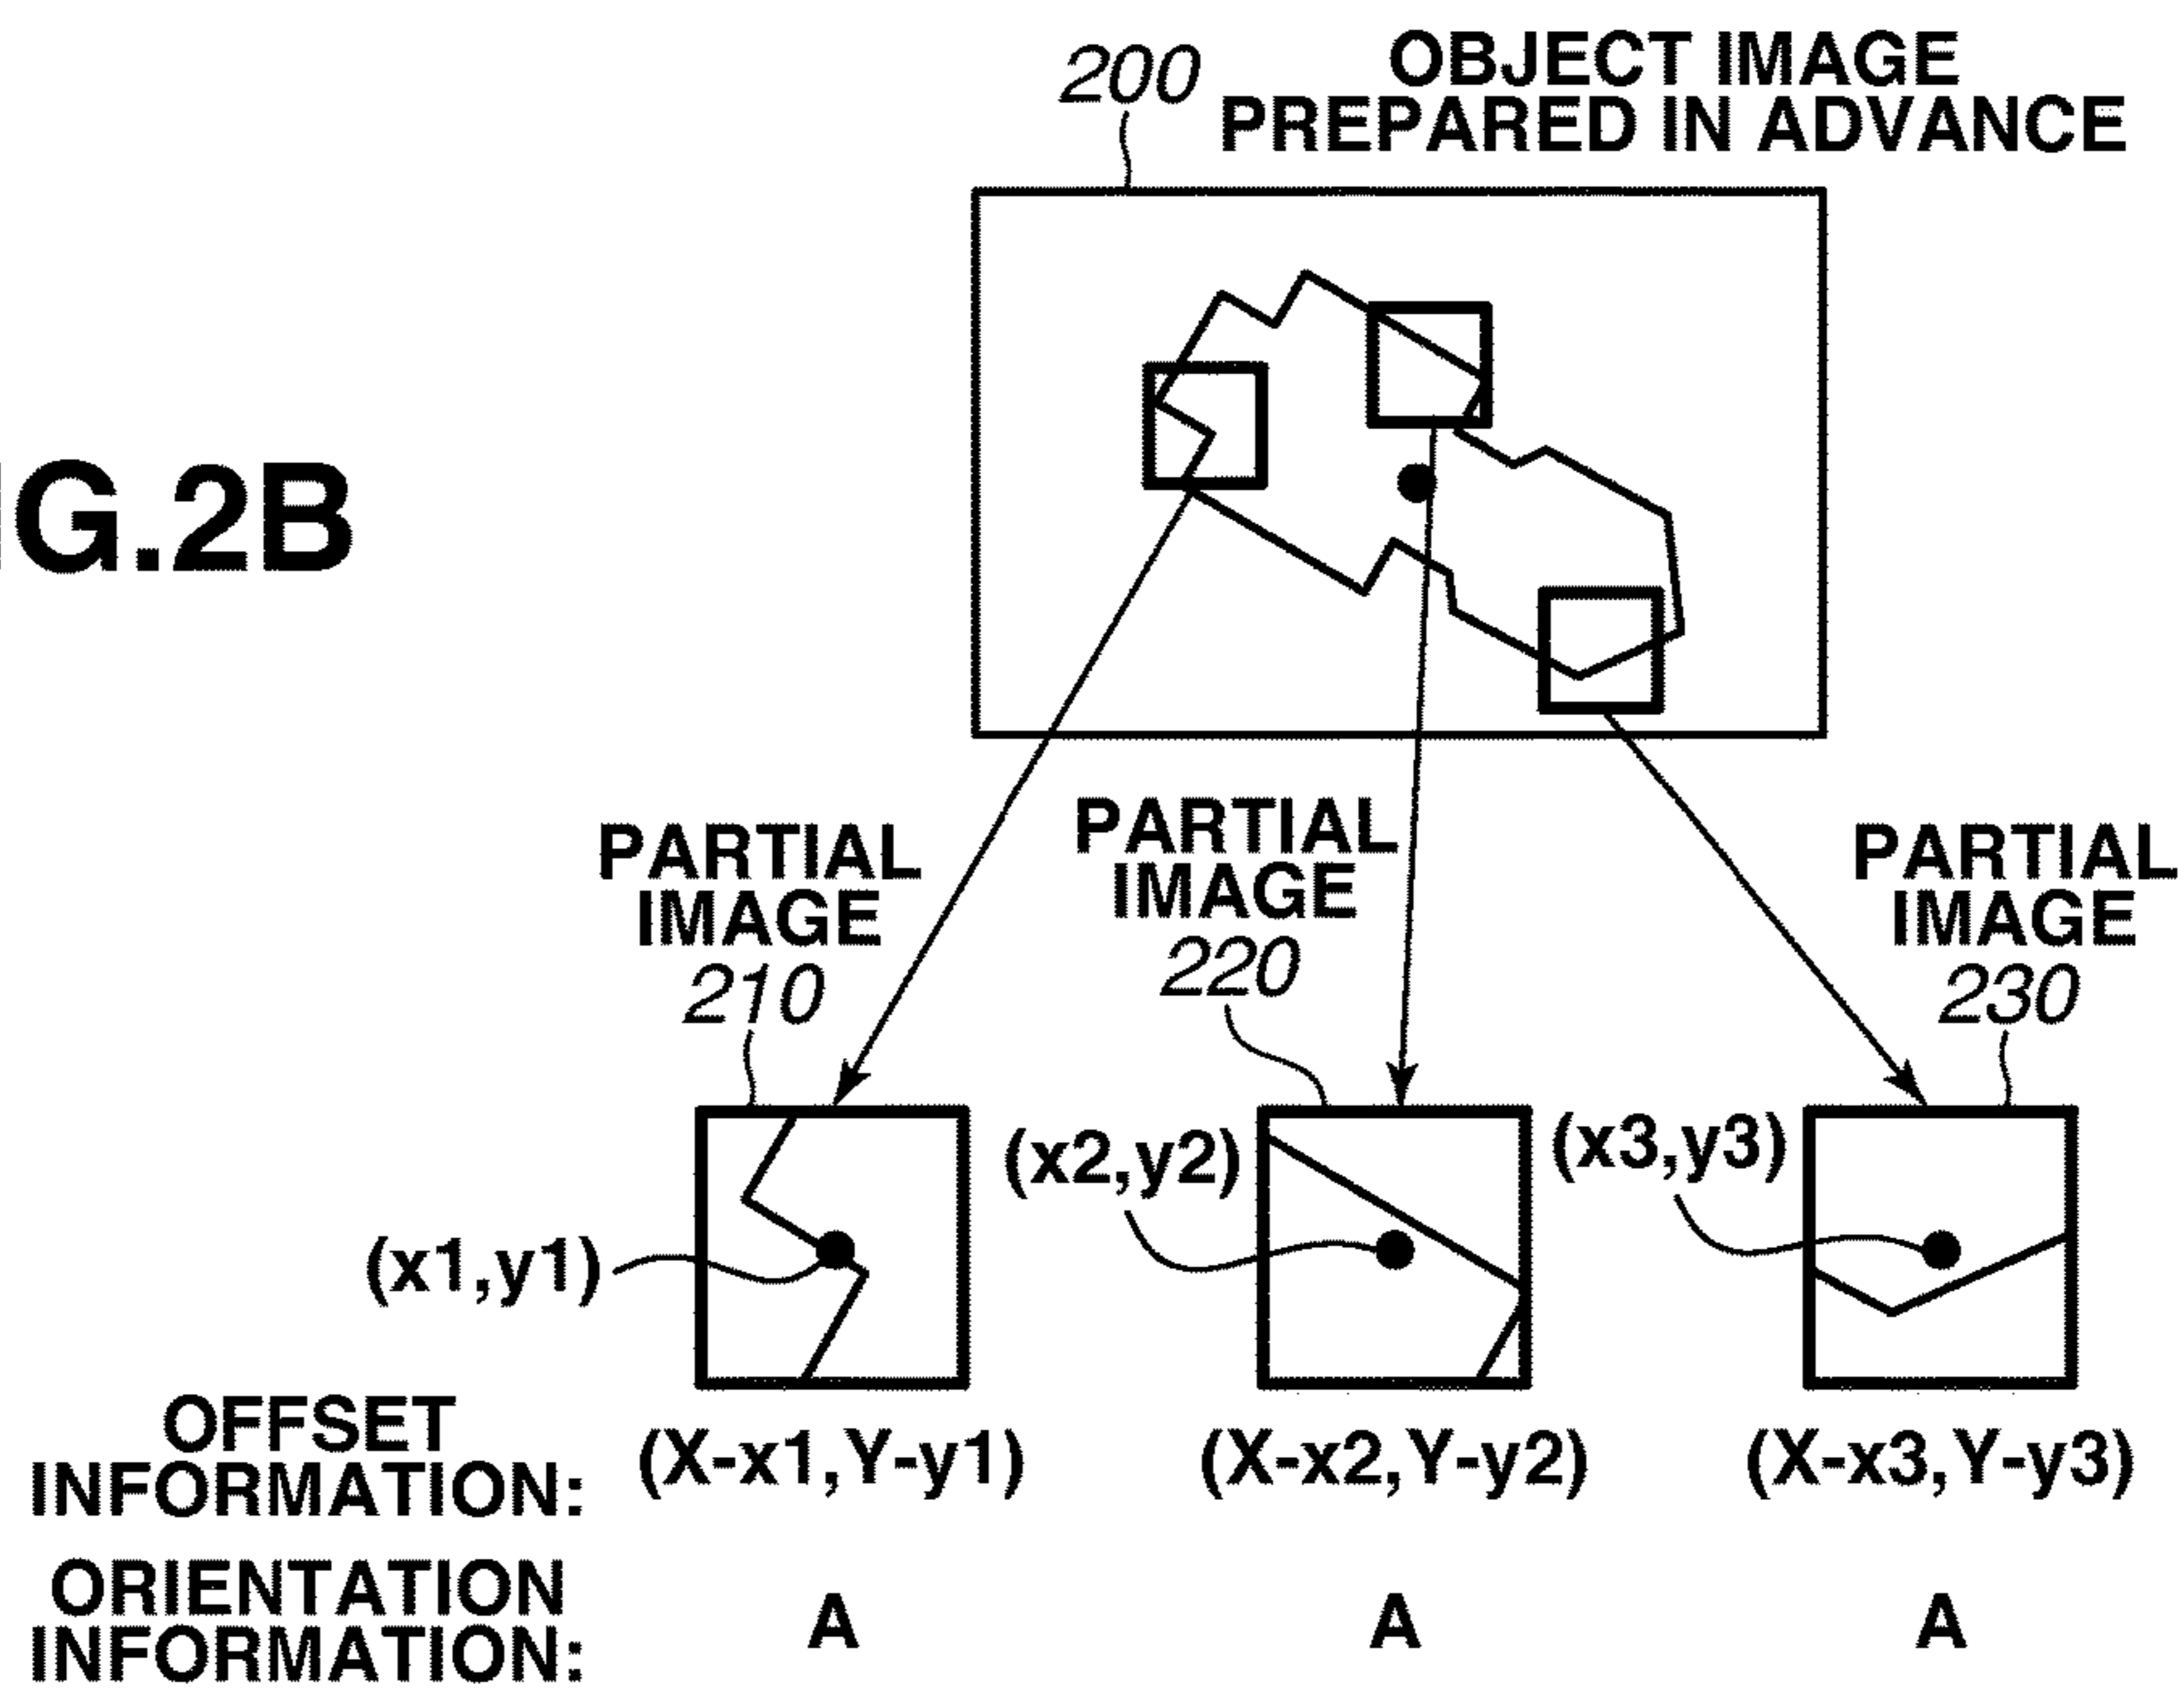 200
OBJECT IMAGE
PREPARED IN ADVANCE
G.2B
PARTIAL
IMAGE
210
PARTIAL
IMAGE
220
PARTIAL
IMAGE
230
(x1,y1)
(x2,y2)
(x3,y3)
OFFSET
INFORMATION:
(X-x1,Y-y1)
(X-x2,Y-y2)
(X-x3,Y-y3)
ORIENTATION
INFORMATION:
A
A
A